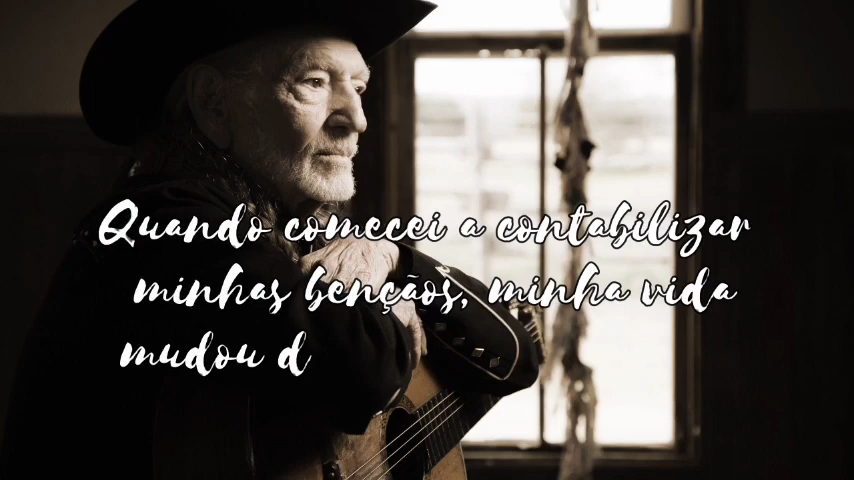 Quando comecei a contabilizar
minhas bençãos, minha vida
mudou d